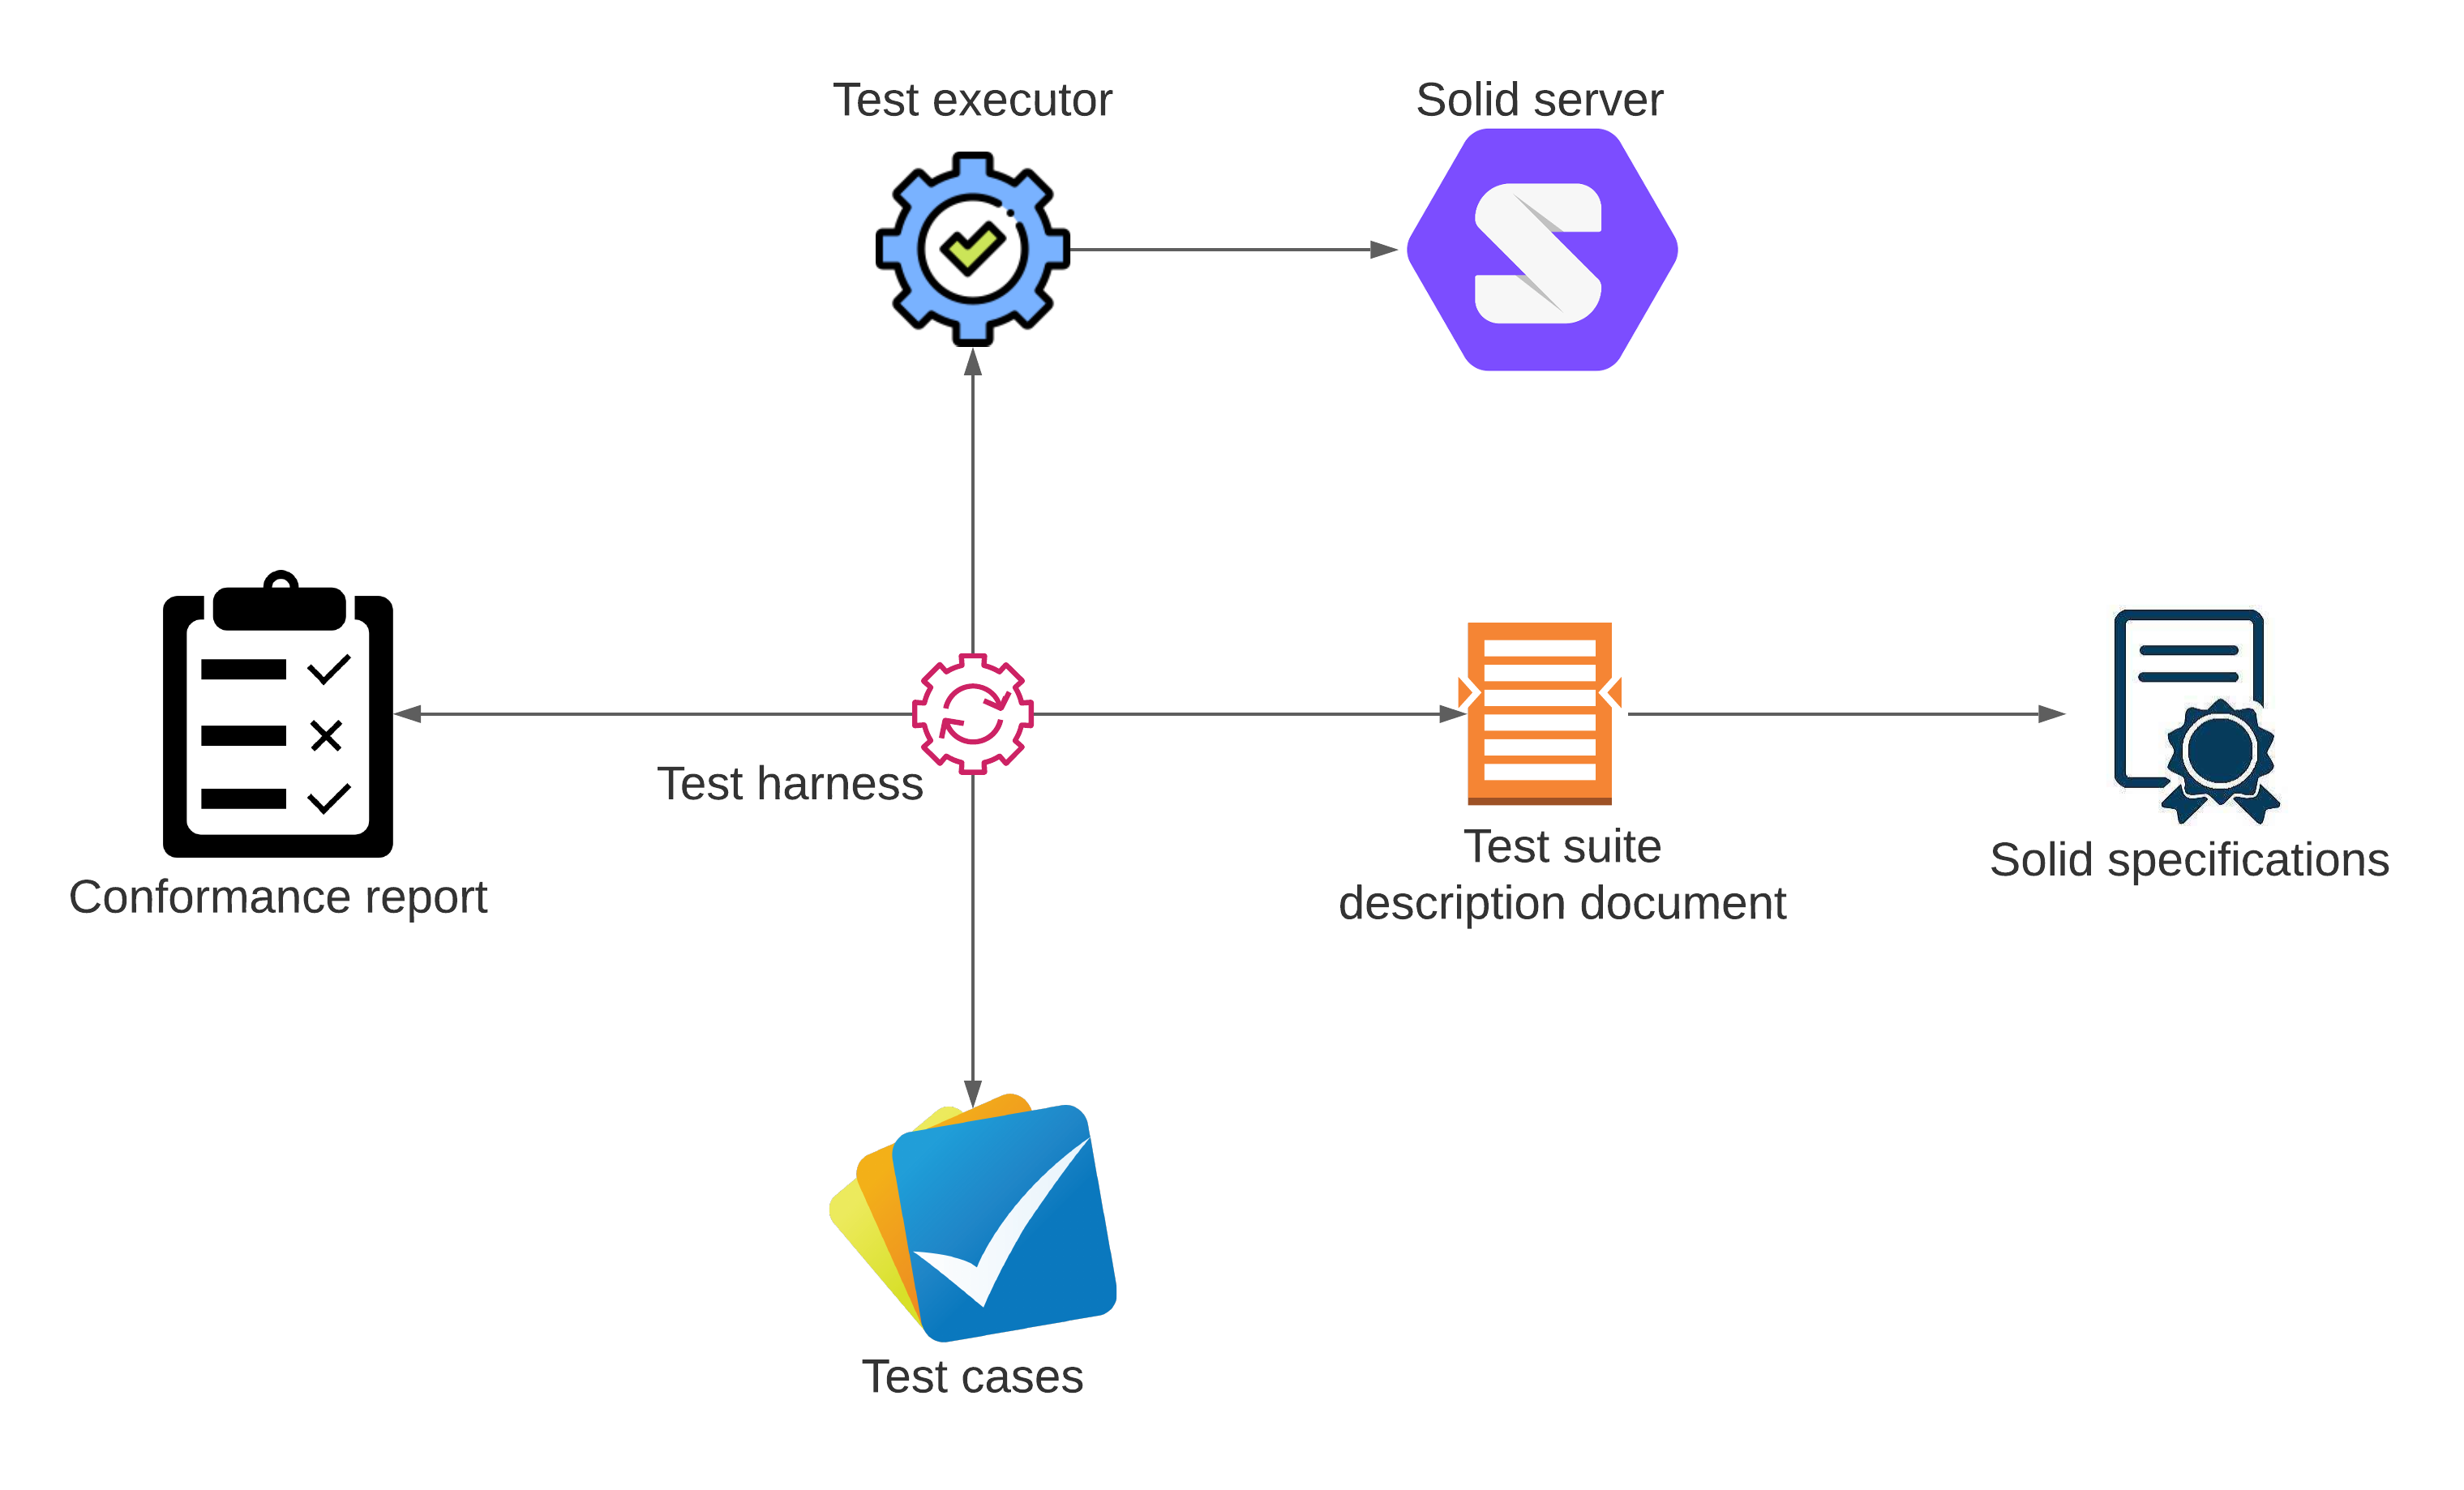 Test executor
Solid server
Test harness
Conformance report
Test suite
description document
Solid specifications
Test cases